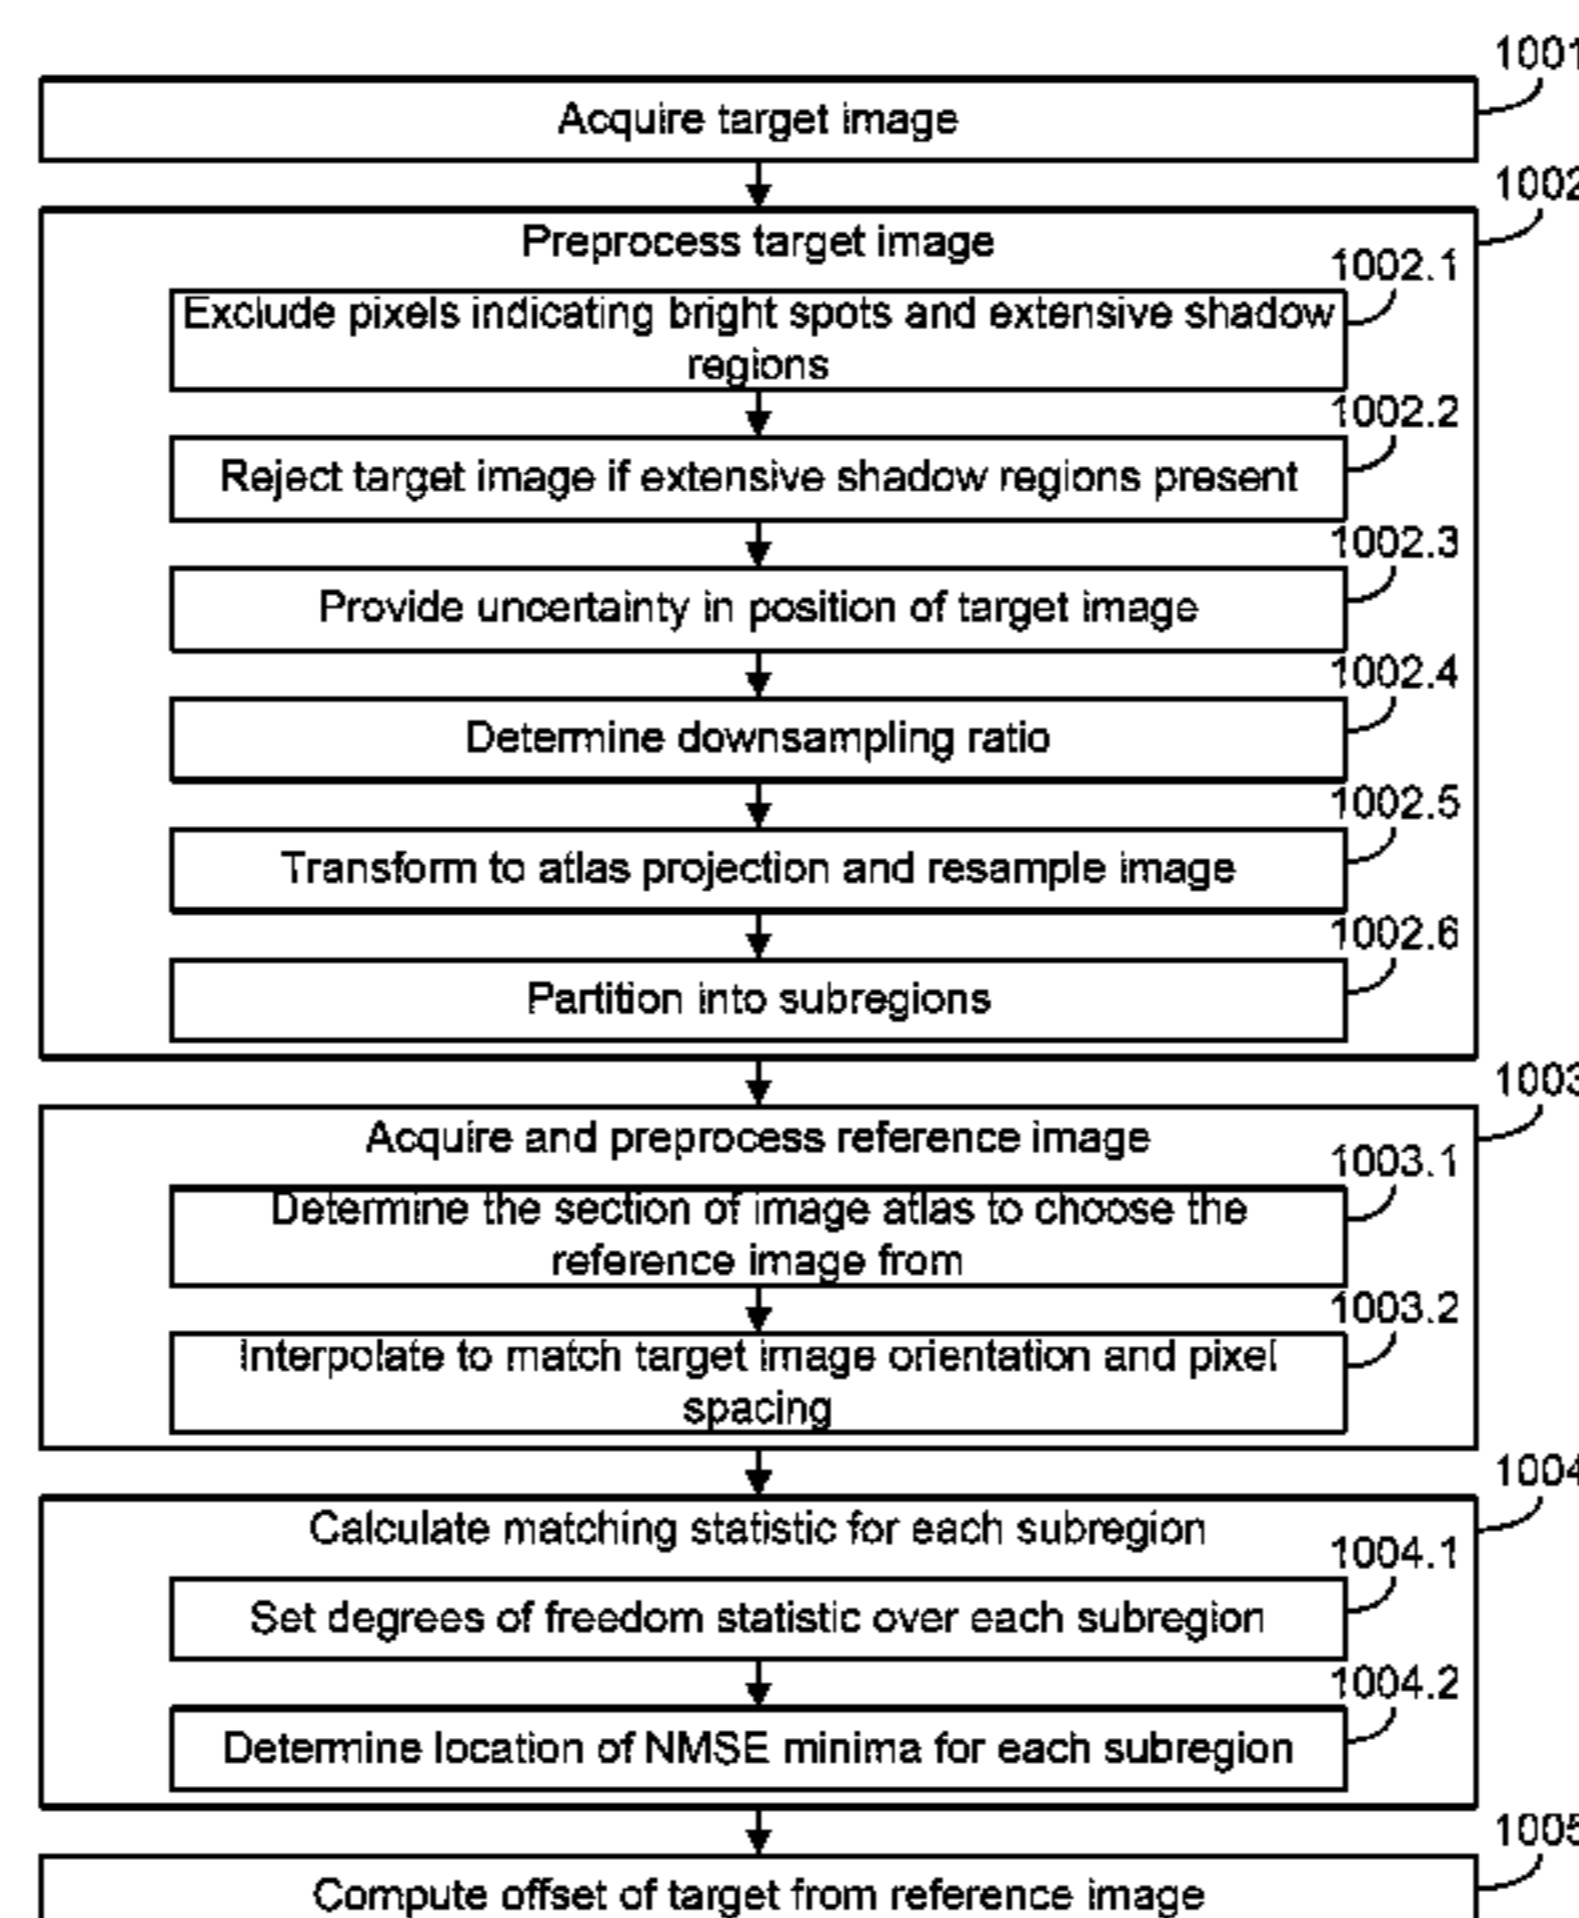 1001
Acquire target image
1002
Preprocess target image
1002.1
Exclude pixels indicating bright spots and extensive shadow
regions
1002.2
Reject target image if extensive shadow regions present
1002.3
Provide uncertainty in position of target image
1002.4
Determine downsampling ratio
1002.5
Transform to atlas projection and resample image
1002.6
Partition into subregions
1003
Acquire and preprocess reference image
1003.1
Determine the section of image atlas to choose the
reference image from
1003.2
Interpolate to match target image orientation and pixel
spacing
1004
Calculate matching statistic for each subregion
1004.1
Set degrees of freedom statistic over each subregion
1004.2
Determine location of NMSE minima for each subregion
1005
Compute offset of target from reference image